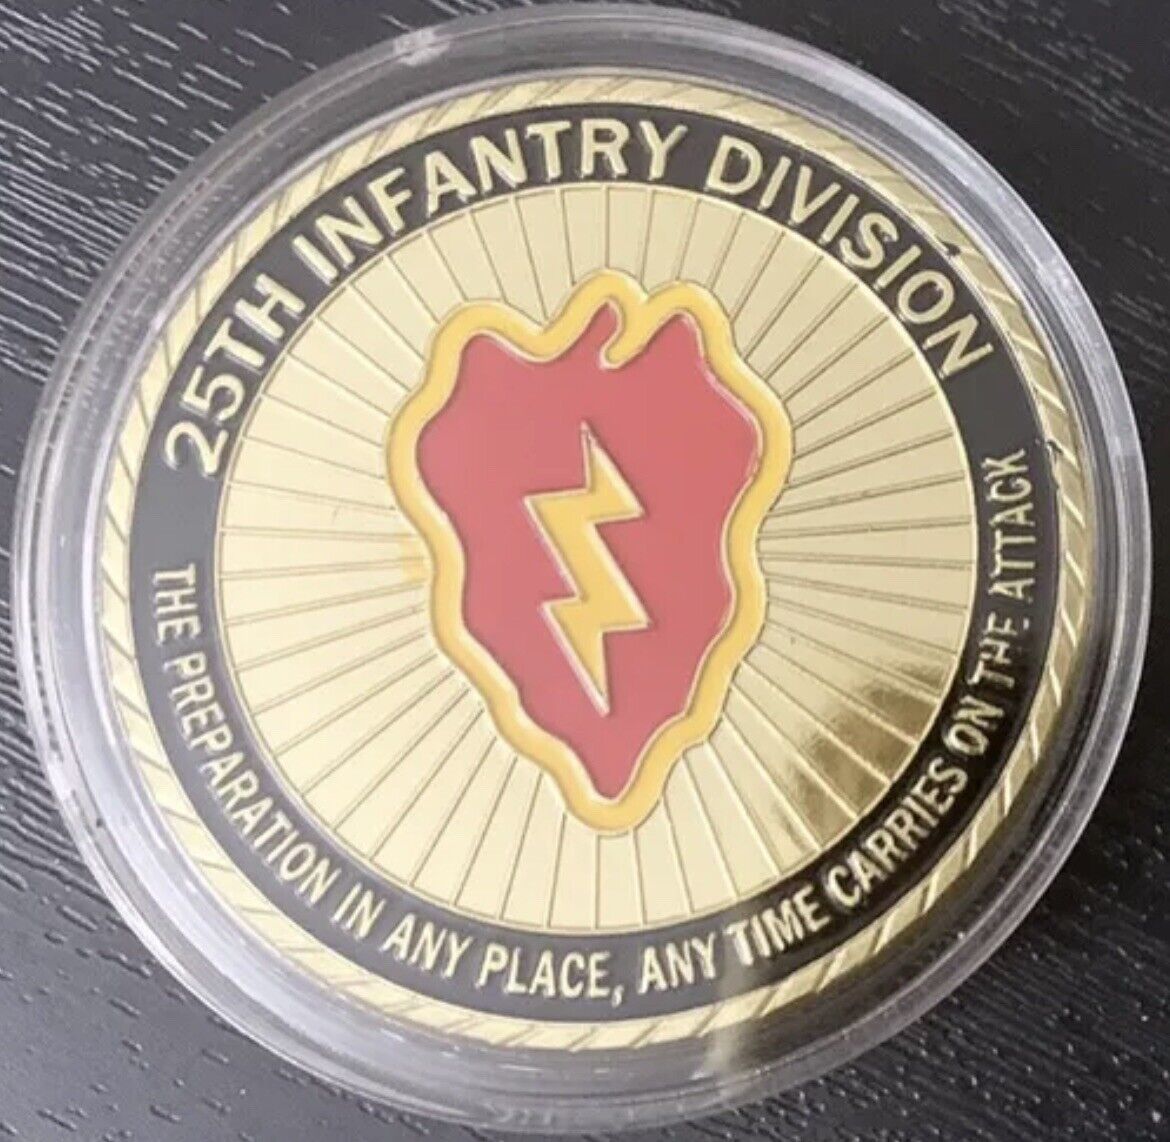 25TH INFANTRY DIVISION
THE PREPARATION IN ANY PLACE, ANY TIME CARRIES ON THE ATTACK